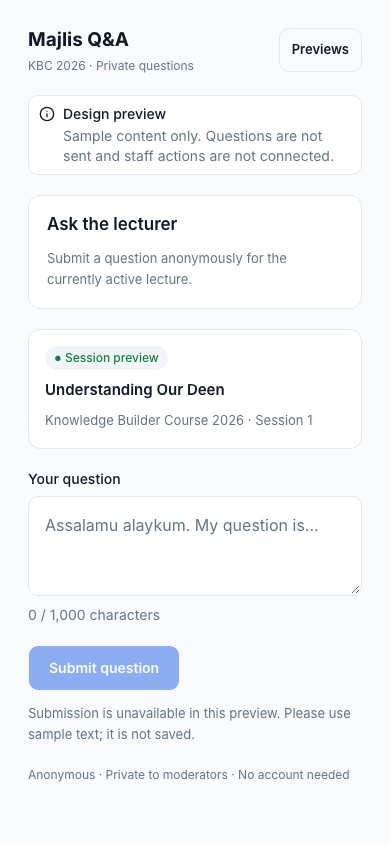 Majlis Q&A
KBC 2026 · Private questions
Previews
Design preview
Sample content only. Questions are not
sent and staff actions are not connected.
Ask the lecturer
Submit a question anonymously for the
currently active lecture.
● Session preview
Understanding Our Deen
Knowledge Builder Course 2026 · Session 1
Your question
Assalamu alaykum. My question is...
0 / 1,000 characters
Submit question
Submission is unavailable in this preview. Please use
sample text; it is not saved.
Anonymous · Private to moderators · No account needed